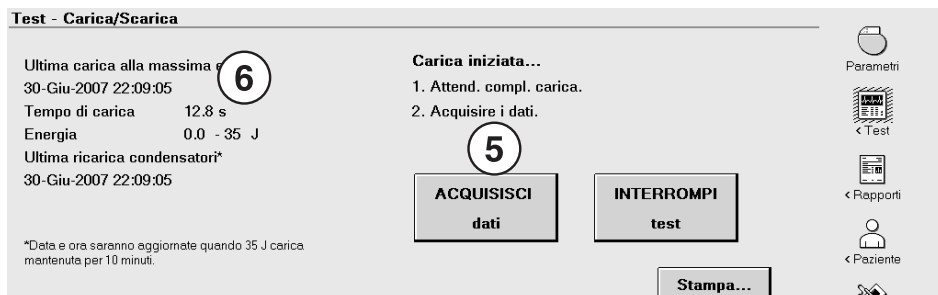 Test - Carica/Scarica
Ultima carica alla massima e
6
30-Giu-2007 22:09:05
Tempo di carica 12.8 s
Energia 0.0 - 35 J
Ultima ricarica condensatori*
30-Giu-2007 22:09:05
*Data e ora saranno aggiornate quando 35 J carica
mantenuta per 10 minuti.
Carica iniziata...
1. Attend. compl. carica.
2. Acquisire i dati.
5
ACQUISISCI
dati
INTERROMPI
test
Stampa...
Parametri
< Test
< Rapporti
< Paziente